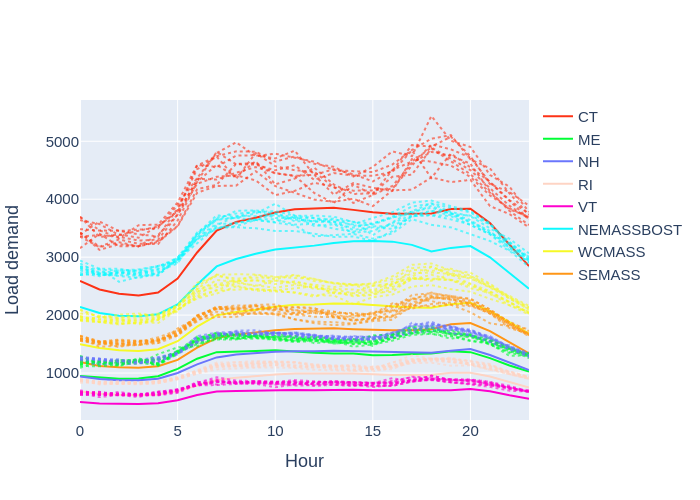 5000
4000
3000
2000
1000
0
5
10
15
20
Hour
Load demand
CT
ME
NH
RI
VT
NEMASSBOST
WCMASS
SEMASS